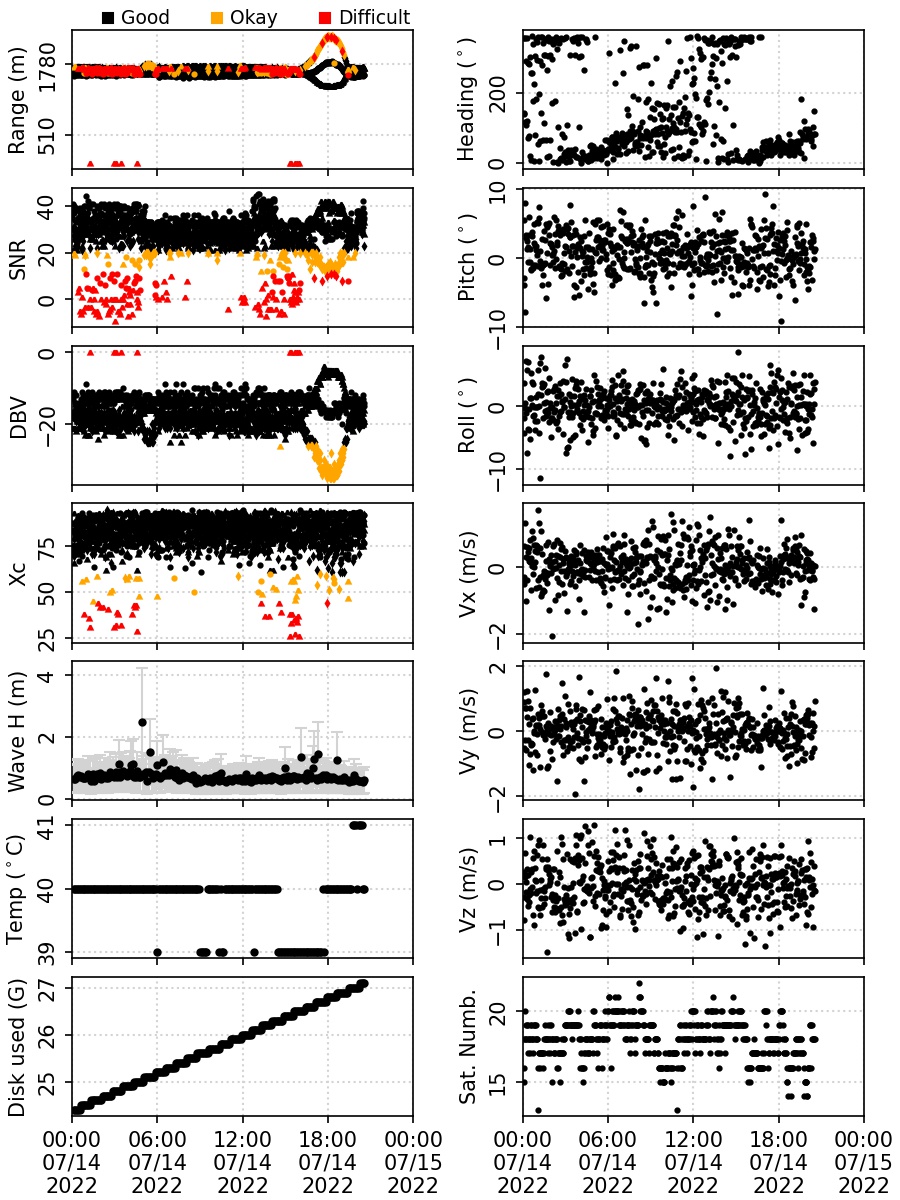 Good Okay Difficult
Range (m)
1780
510
Heading (°)
200
0
SNR
40
20
0
Pitch (°)
10
0
−10
DBV
0
−20
Roll (°)
0
−10
Xc
75
50
25
Vx (m/s)
0
−2
Wave H (m)
4
2
0
Vy (m/s)
2
0
−2
Temp (°C)
41
40
39
Vz (m/s)
1
0
−1
Disk used (G)
27
26
25
Sat. Numb.
20
15
00:00 06:00 12:00 18:00 00:00
07/14 07/14 07/14 07/14 07/15
2022 2022 2022 2022 2022
00:00 06:00 12:00 18:00 00:00
07/14 07/14 07/14 07/14 07/15
2022 2022 2022 2022 2022